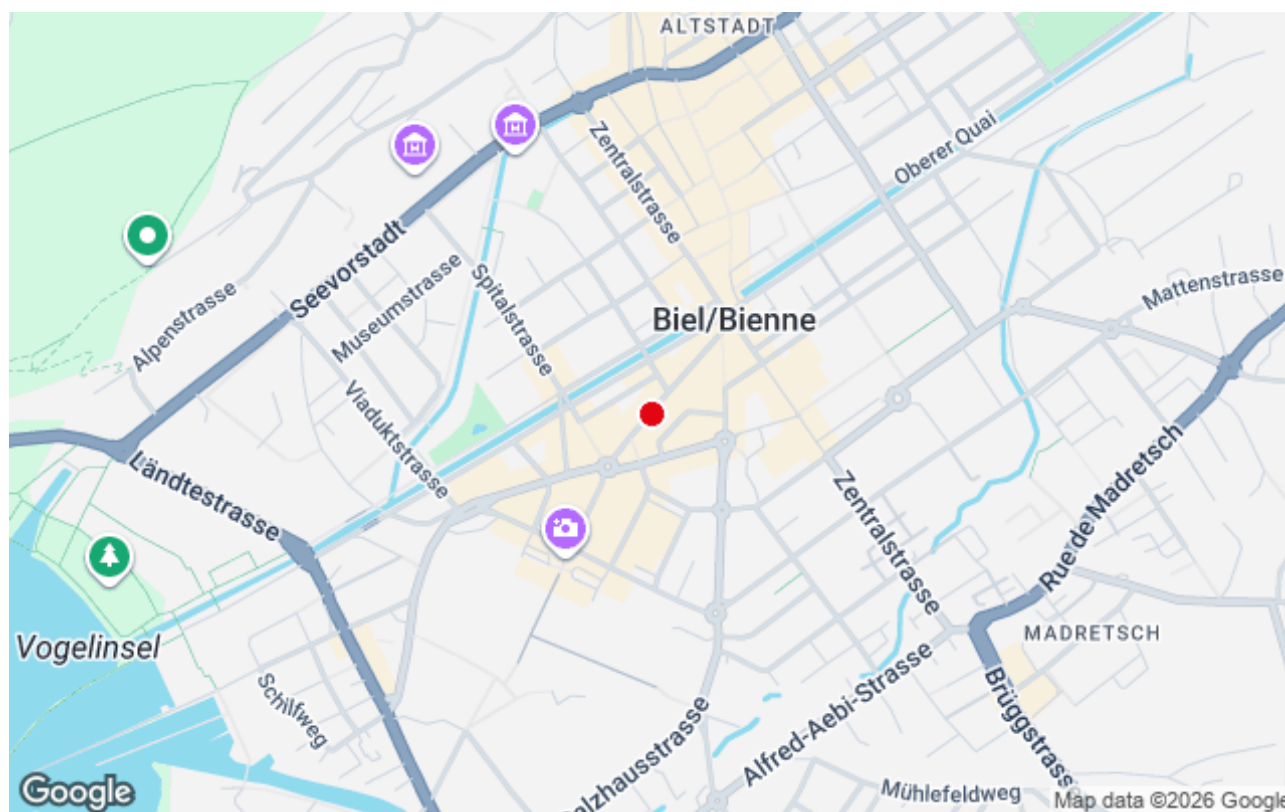 ALTSTADT
Zentralstrasse
Oberer Quai
Seevorstadt
Museumstrasse
Spitalstrasse
Alpenstrasse
Mattenstrasse
Biel/Bienne
Viaduktstrasse
Ländtestrasse
Zentralstrasse
Rue de Madretsch
Vogelinsel
MADRETSCH
Schilfweg
Alfred-Aebi-Strasse
Brüggstrass
alzhausstrasse
Mühlefeldweg
Google
Map data ©2026 Google